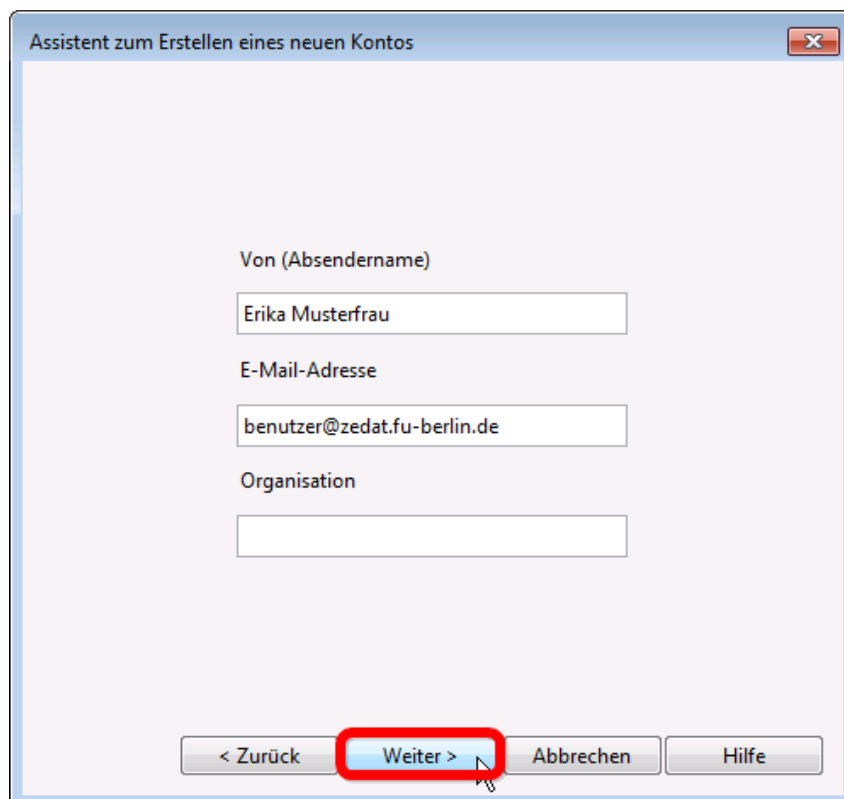 Assistent zum Erstellen eines neuen Kontos
Von (Absendername)
Erika Musterfrau
E-Mail-Adresse
benutzer@zedat.fu-berlin.de
Organisation
< Zurück Weiter > Abbrechen Hilfe